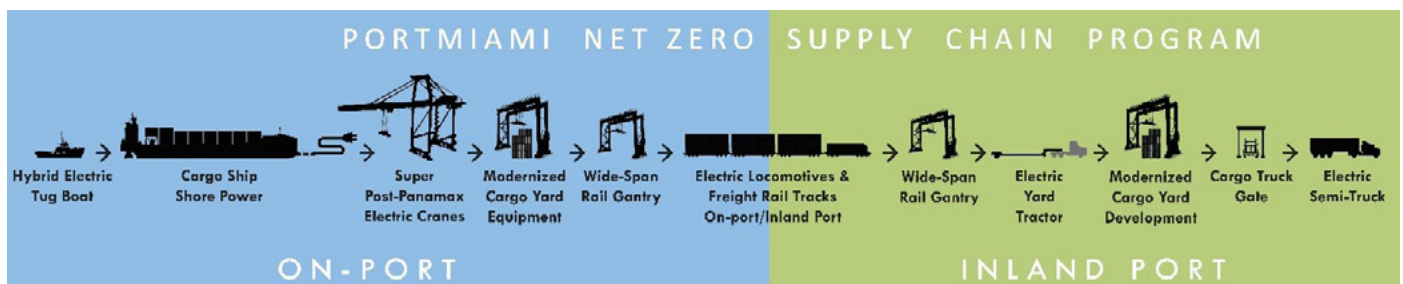 PORTMIAMI NET ZERO SUPPLY CHAIN PROGRAM
Hybrid Electric
Tug Boat
Cargo Ship
Shore Power
Super
Post-Panamax
Electric Cranes
Modernized
Cargo Yard
Equipment
Wide-Span
Rail Gantry
Electric Locomotives &
Freight Rail Tracks
On-port/Inland Port
Wide-Span
Rail Gantry
Electric
Yard
Tractor
Modernized
Cargo Yard
Development
Cargo Truck
Gate
Electric
Semi-Truck
ON-PORT
INLAND PORT